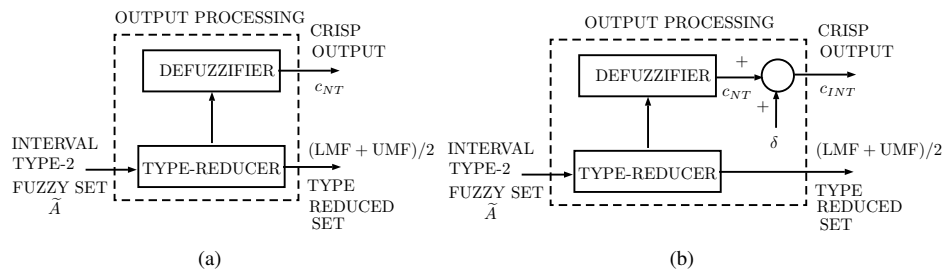 OUTPUT PROCESSING
CRISP
OUTPUT
DEFUZZIFIER
c_NT
INTERVAL
TYPE-2
FUZZY SET
Ã
TYPE-REDUCER
(LMF + UMF)/2
TYPE
REDUCED
SET
(a)
OUTPUT PROCESSING
CRISP
OUTPUT
DEFUZZIFIER
+
c_NT
+
c_INT
δ
INTERVAL
TYPE-2
FUZZY SET
Ã
TYPE-REDUCER
(LMF + UMF)/2
TYPE
REDUCED
SET
(b)